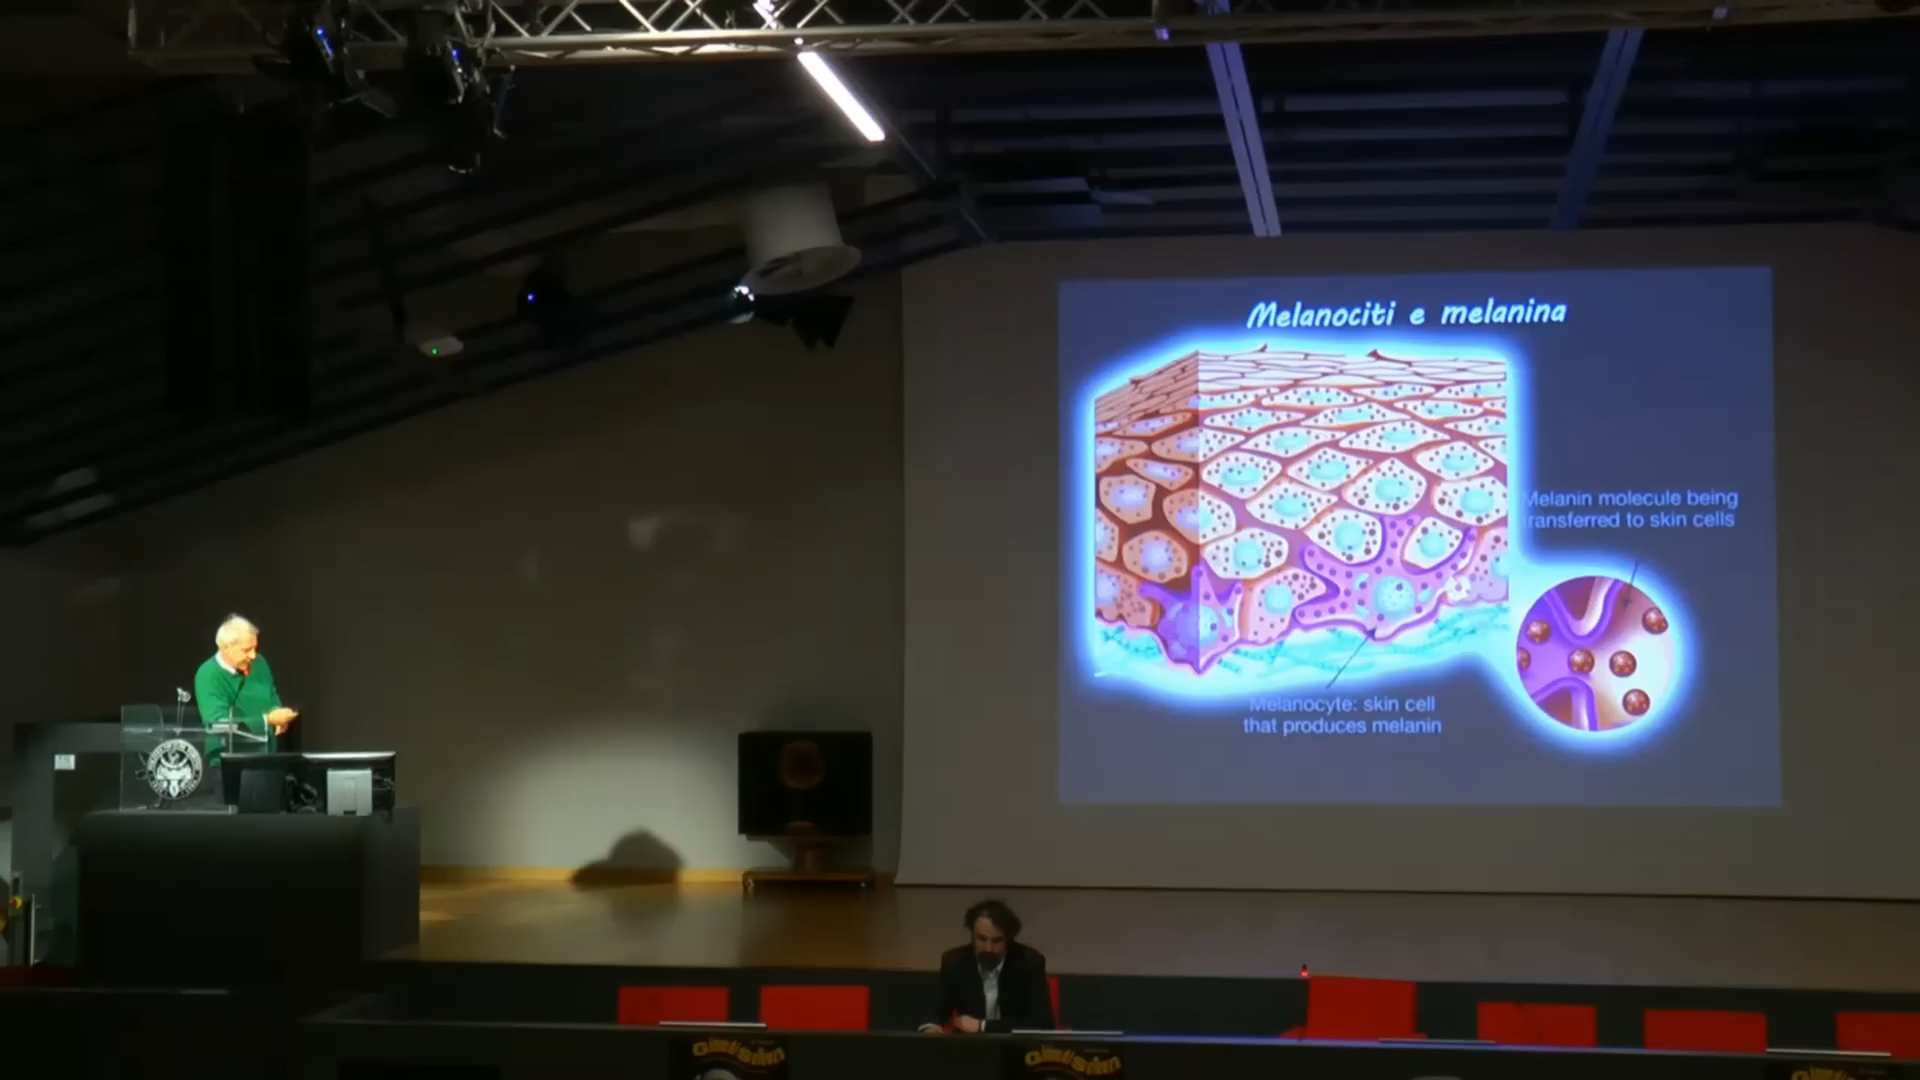 Melanociti e melanina
Melanin molecule being
transferred to skin cells
Melanocyte: skin cell
that produces melanin